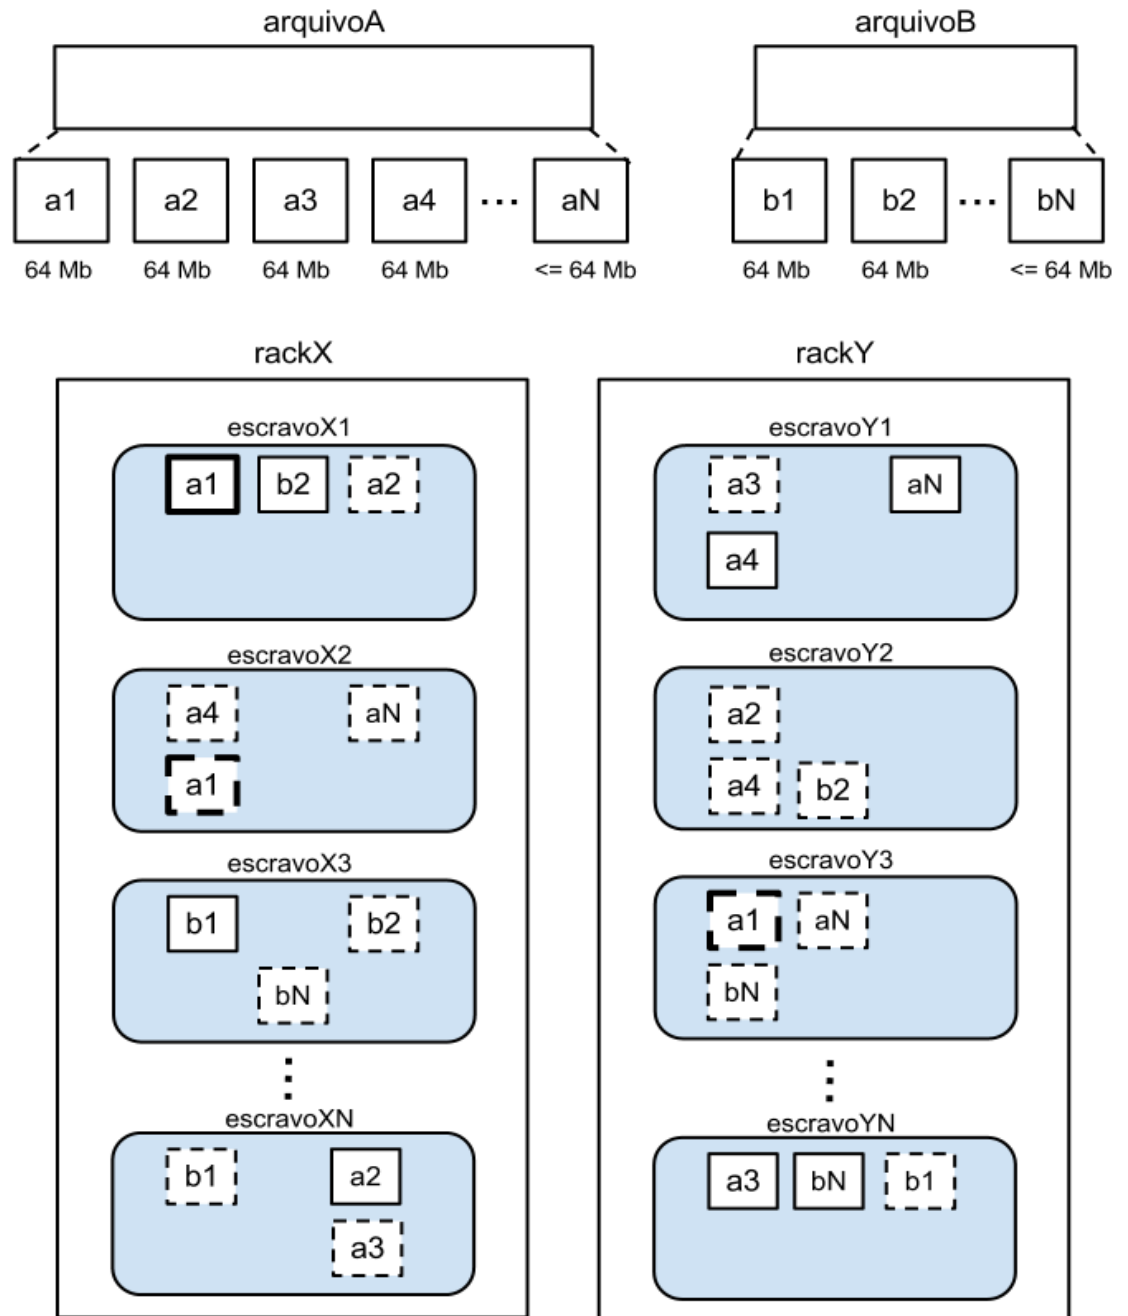 arquivoA
arquivoB
a1 a2 a3 a4 ... aN
b1 b2 ... bN
64 Mb 64 Mb 64 Mb 64 Mb <= 64 Mb
64 Mb 64 Mb <= 64 Mb
rackX
escravoX1
a1 b2 a2
escravoX2
a4 aN
a1
escravoX3
b1 b2
bN
escravoXN
b1 a2
a3
rackY
escravoY1
a3 aN
a4
escravoY2
a2
a4 b2
escravoY3
a1 aN
bN
escravoYN
a3 bN b1